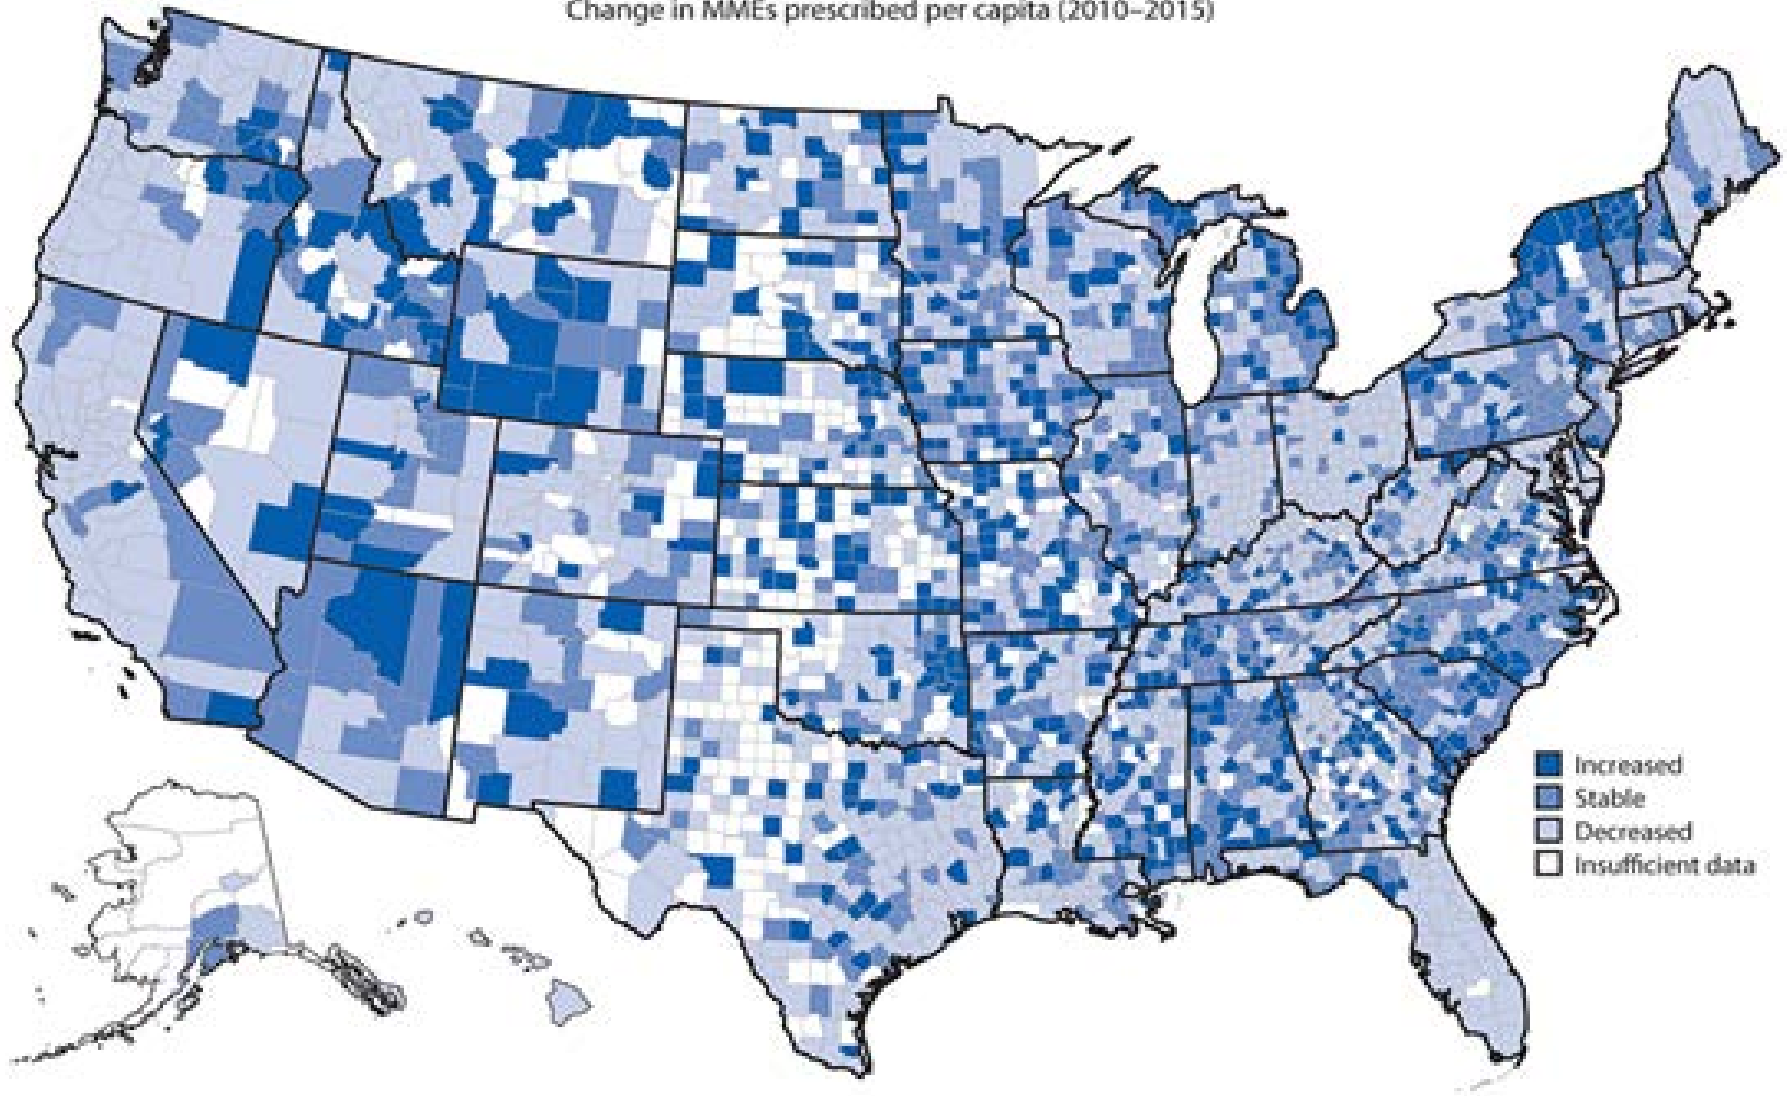 Change in MMEs prescribed per capita (2010–2015)
Increased
Stable
Decreased
Insufficient data